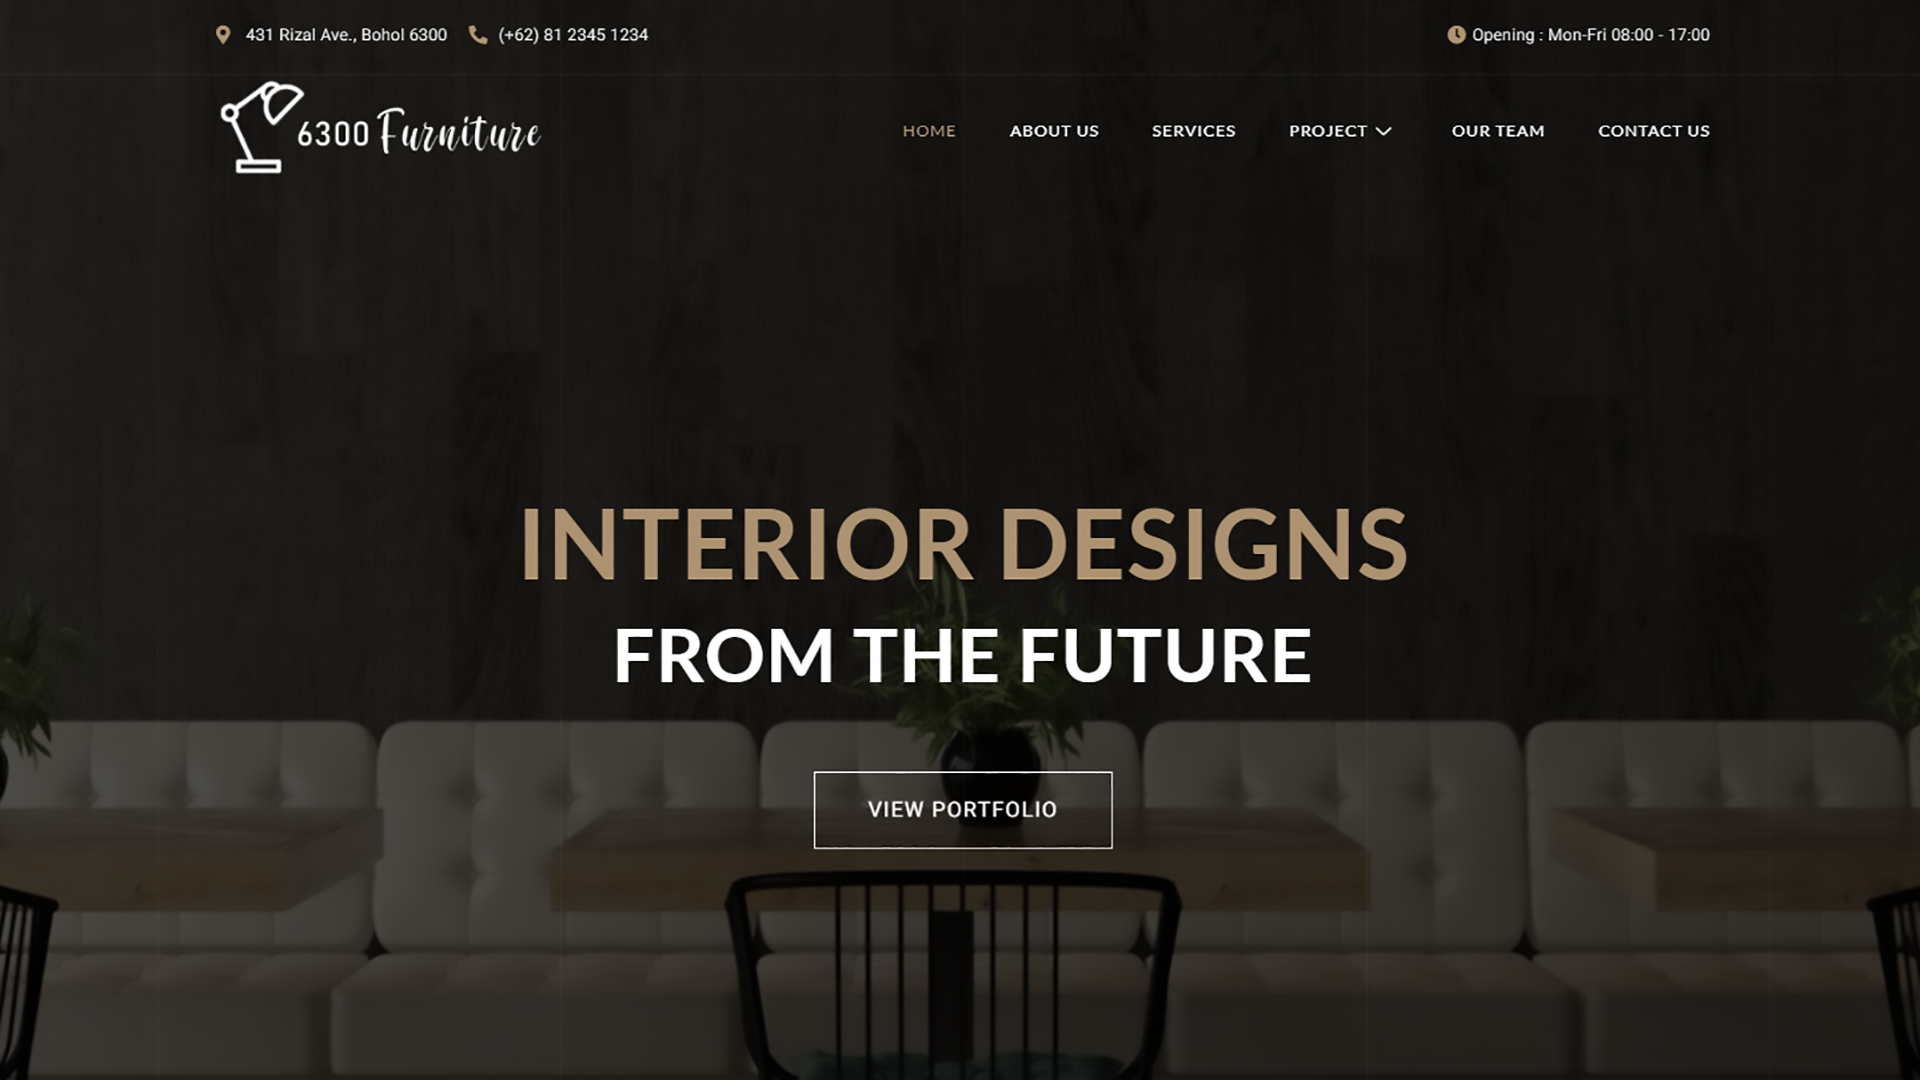 431 Rizal Ave., Bohol 6300 (+62) 81 2345 1234 Opening : Mon-Fri 08:00 - 17:00
6300 Furniture
HOME ABOUT US SERVICES PROJECT OUR TEAM CONTACT US
INTERIOR DESIGNS
FROM THE FUTURE
VIEW PORTFOLIO